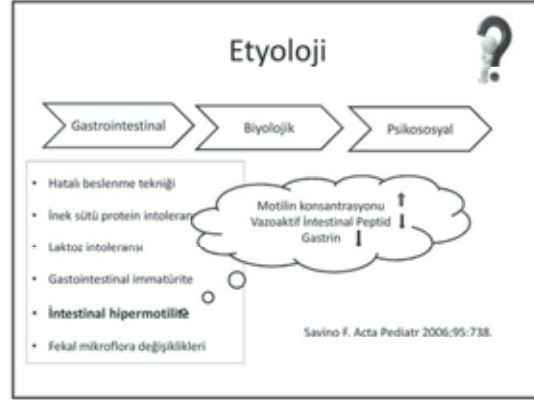 Etyoloji
Gastrointestinal
Biyolojik
Psikososyal
• Hatalı beslenme tekniği
• İnek sütü protein intoleran
- Laktoz intoleransı
• Gastointestinal immatürite
• İntestinal hipermotilite
• Fekal mikroflora değişiklikleri
Motilin konsantrasyonu ↑
Vazoaktif İntestinal Peptid ↓
Gastrin ↓
Savino F. Acta Pediatr 2006;95:738.